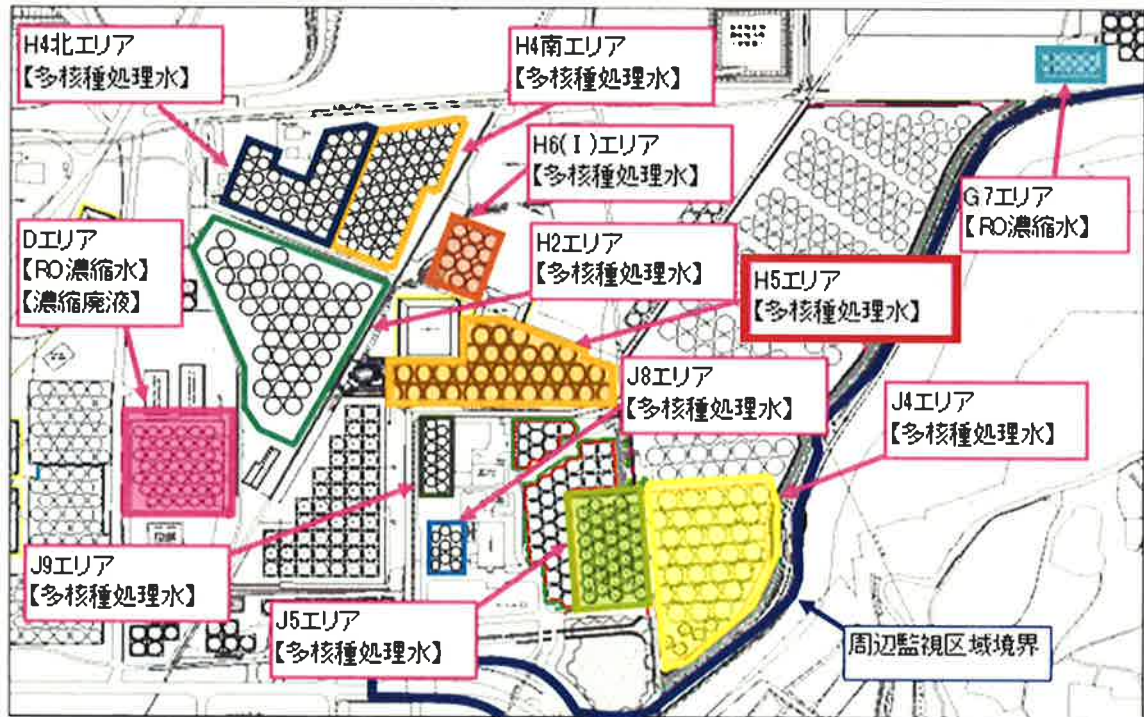 H4北エリア
【多核種処理水】
H4南エリア
【多核種処理水】
H6(Ⅰ)エリア
【多核種処理水】
G7エリア
【RO濃縮水】
Dエリア
【RO濃縮水】
【濃縮廃液】
H2エリア
【多核種処理水】
H5エリア
【多核種処理水】
J8エリア
【多核種処理水】
J4エリア
【多核種処理水】
J9エリア
【多核種処理水】
J5エリア
【多核種処理水】
周辺監視区域境界